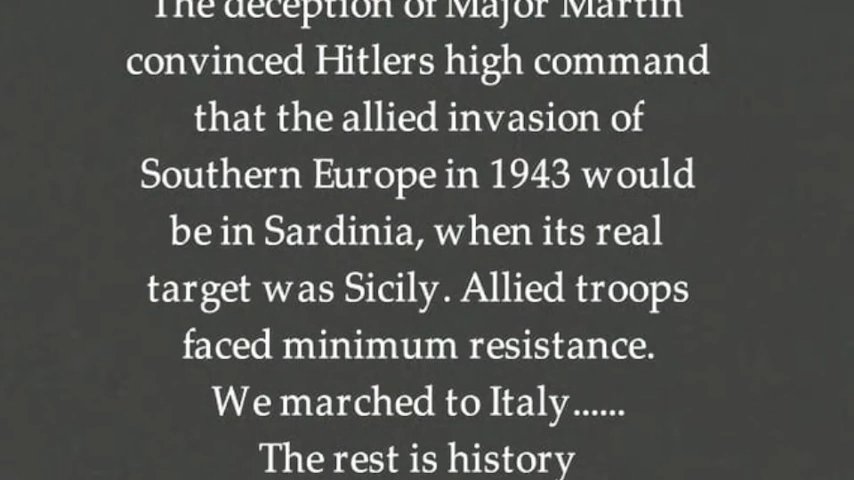 The deception of Major Martin
convinced Hitlers high command
that the allied invasion of
Southern Europe in 1943 would
be in Sardinia, when its real
target was Sicily. Allied troops
faced minimum resistance.
We marched to Italy......
The rest is history